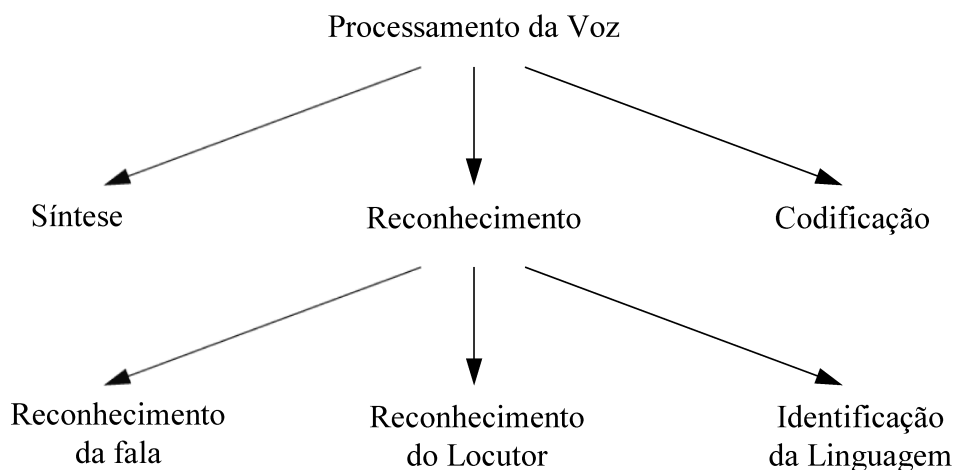 Processamento da Voz
Síntese
Reconhecimento
Codificação
Reconhecimento
da fala
Reconhecimento
do Locutor
Identificação
da Linguagem